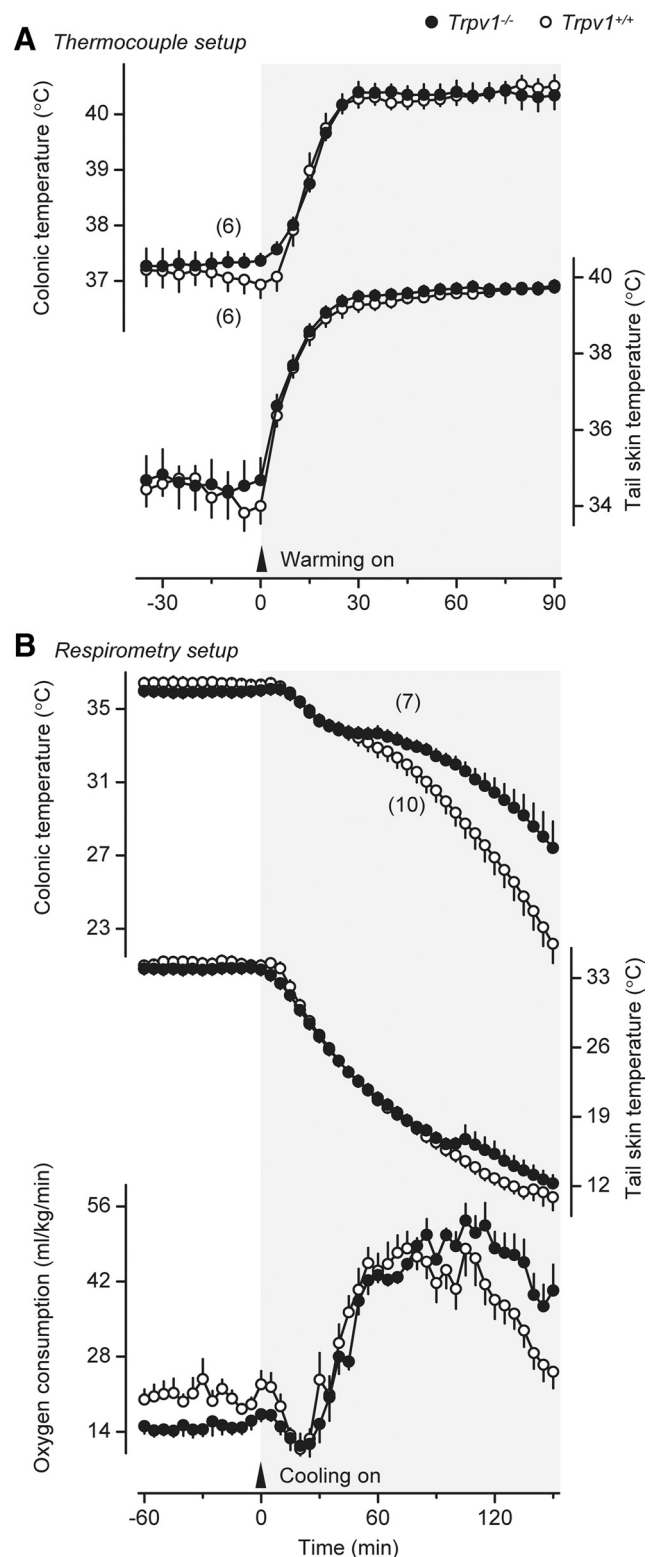 ● Trpv1-/- ○ Trpv1+/+
A Thermocouple setup
Colonic temperature (°C)
40
39
38
37
(6)
(6)
Tail skin temperature (°C)
40
38
36
34
Warming on
-30 0 30 60 90
B Respirometry setup
Colonic temperature (°C)
35
31
27
23
(7)
(10)
Tail skin temperature (°C)
33
26
19
12
Oxygen consumption (ml/kg/min)
56
42
28
14
Cooling on
-60 0 60 120
Time (min)